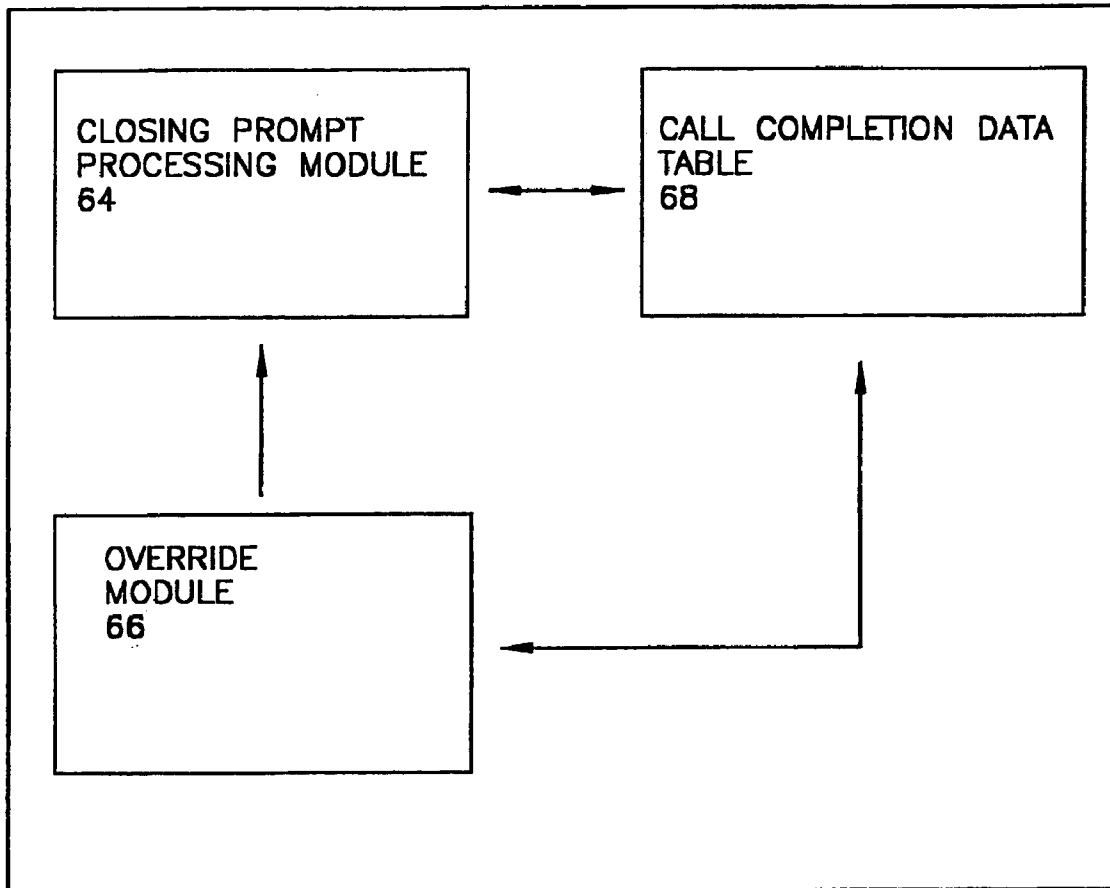 CLOSING PROMPT
PROCESSING MODULE
64
CALL COMPLETION DATA
TABLE
68
OVERRIDE
MODULE
66